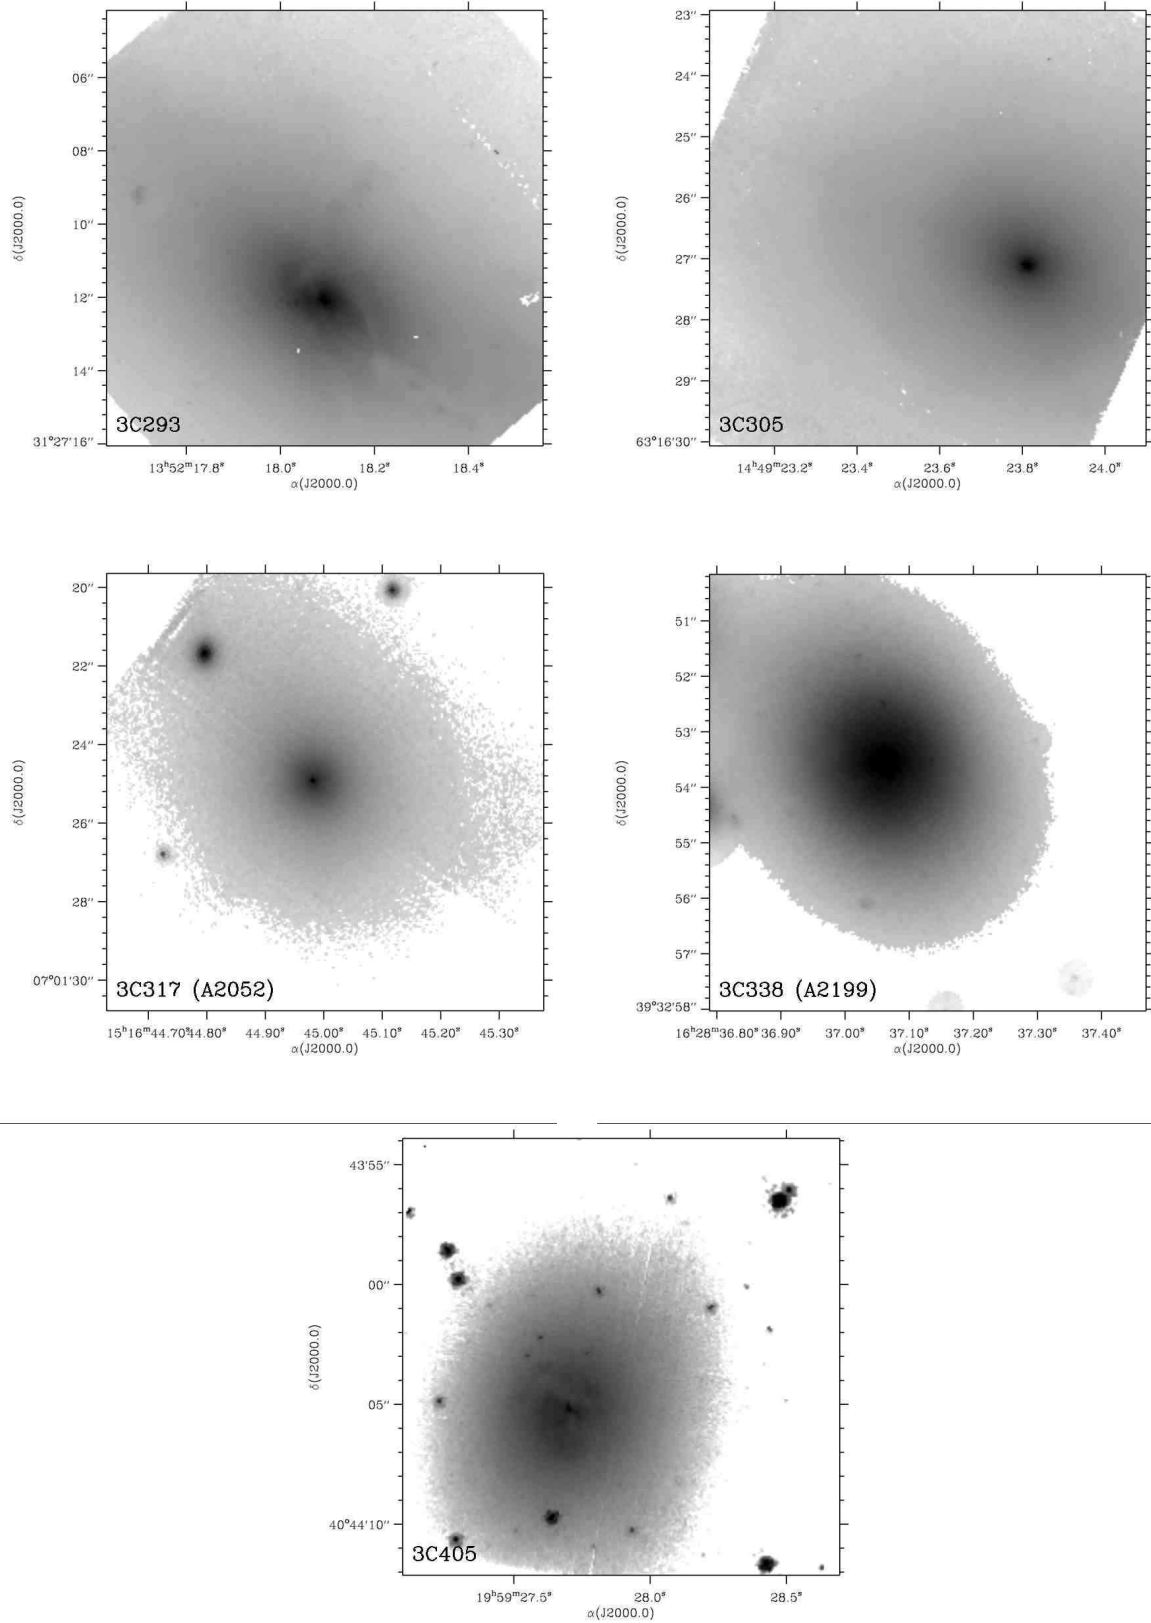 06″
08″
10″
12″
14″
31°27′16″
δ(J2000.0)
3C293
13ʰ52ᵐ17.8ˢ 18.0ˢ 18.2ˢ 18.4ˢ
α(J2000.0)
23″
24″
25″
26″
27″
28″
29″
63°16′30″
δ(J2000.0)
3C305
14ʰ49ᵐ23.2ˢ 23.4ˢ 23.6ˢ 23.8ˢ 24.0ˢ
α(J2000.0)
20″
22″
24″
26″
28″
07°01′30″
δ(J2000.0)
3C317 (A2052)
15ʰ16ᵐ44.70ˢ 44.80ˢ 44.90ˢ 45.00ˢ 45.10ˢ 45.20ˢ 45.30ˢ
α(J2000.0)
51″
52″
53″
54″
55″
56″
57″
39°32′58″
δ(J2000.0)
3C338 (A2199)
16ʰ28ᵐ36.80ˢ 36.90ˢ 37.00ˢ 37.10ˢ 37.20ˢ 37.30ˢ 37.40ˢ
α(J2000.0)
43′55″
00″
05″
40°44′10″
δ(J2000.0)
3C405
19ʰ59ᵐ27.5ˢ 28.0ˢ 28.5ˢ
α(J2000.0)